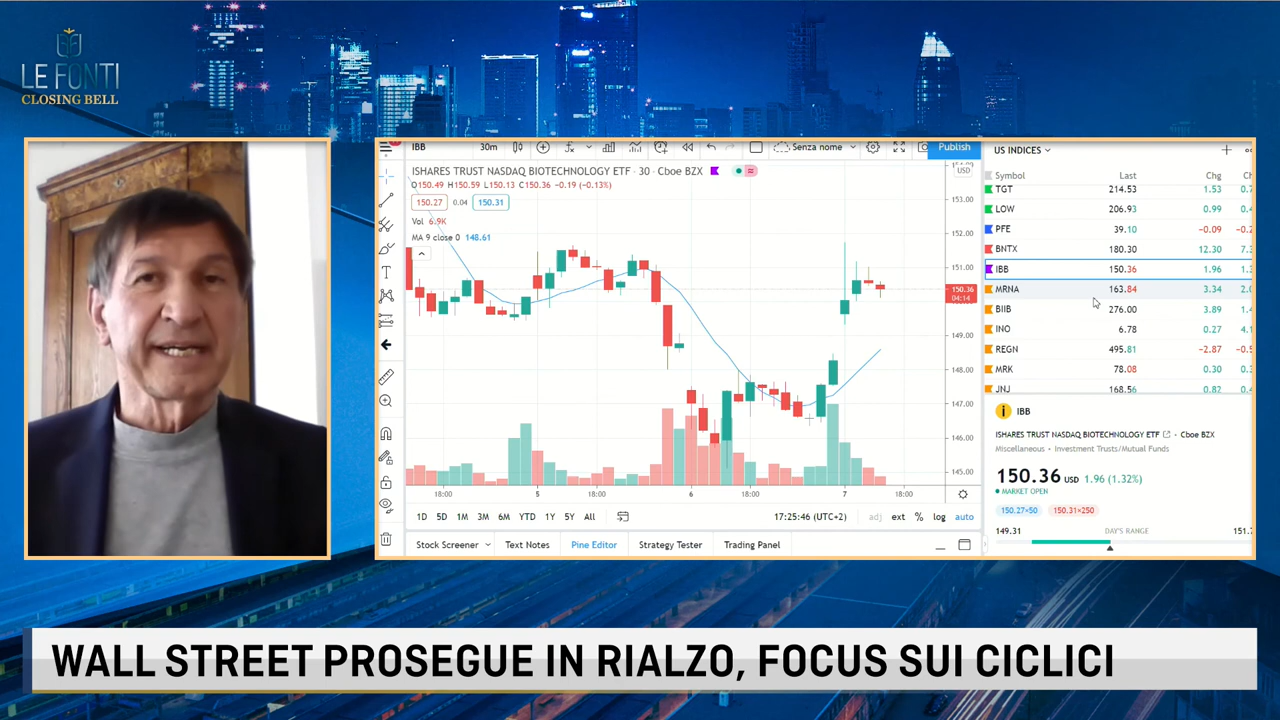 LE FONTI
CLOSING BELL
IBB 30m Senza nome Publish
ISHARES TRUST NASDAQ BIOTECHNOLOGY ETF · 30 · Cboe BZX
O150.49 H150.59 L150.13 C150.36 -0.19 (-0.13%)
150.27 0.04 150.31
Vol 6.9K
MA 9 close 0 148.61
USD
153.00
152.00
151.00
150.36
04:14
149.00
148.00
147.00
146.00
145.00
18:00 5 18:00 6 18:00 7 18:00
1D 5D 1M 3M 6M YTD 1Y 5Y All 17:25:46 (UTC+2) adj ext % log auto
Stock Screener Text Notes Pine Editor Strategy Tester Trading Panel
US INDICES
Symbol Last Chg
TGT 214.53 1.53
LOW 206.93 0.99
PFE 39.10 -0.09
BNTX 180.30 12.30
IBB 150.36 1.96
MRNA 163.84 3.34
BIIB 276.00 3.89
INO 6.78 0.27
REGN 495.81 -2.87
MRK 78.08 0.30
JNJ 168.56 0.82
IBB
ISHARES TRUST NASDAQ BIOTECHNOLOGY ETF • Cboe BZX
Miscellaneous • Investment Trusts/Mutual Funds
150.36 USD 1.96 (1.32%)
MARKET OPEN
150.27×50 150.31×250
149.31 DAY'S RANGE
WALL STREET PROSEGUE IN RIALZO, FOCUS SUI CICLICI